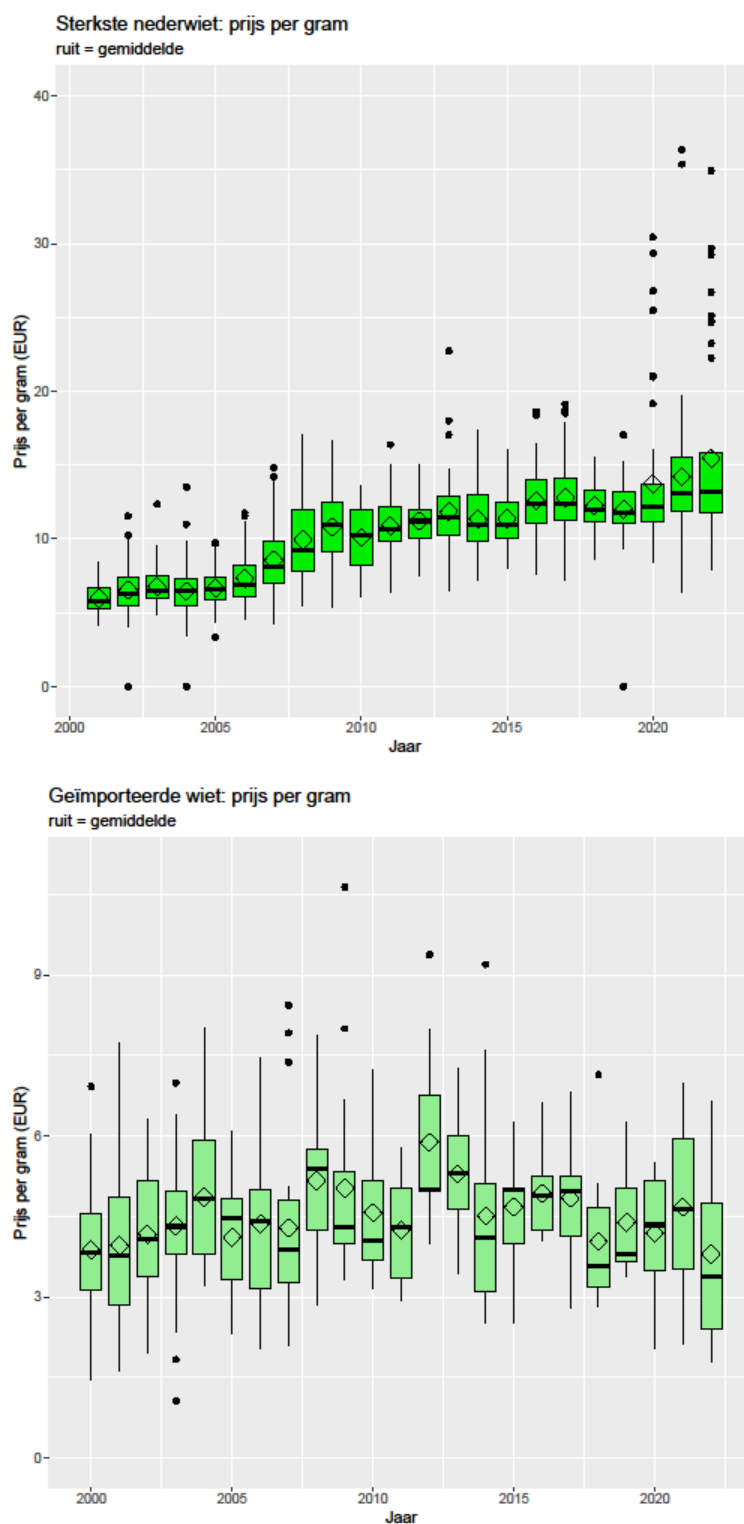 Sterkste nederwiet: prijs per gram
ruit = gemiddelde
40
30
20
10
0
Prijs per gram (EUR)
2000 2005 2010 2015 2020
Jaar
Geïmporteerde wiet: prijs per gram
ruit = gemiddelde
9
6
3
0
Prijs per gram (EUR)
2000 2005 2010 2015 2020
Jaar